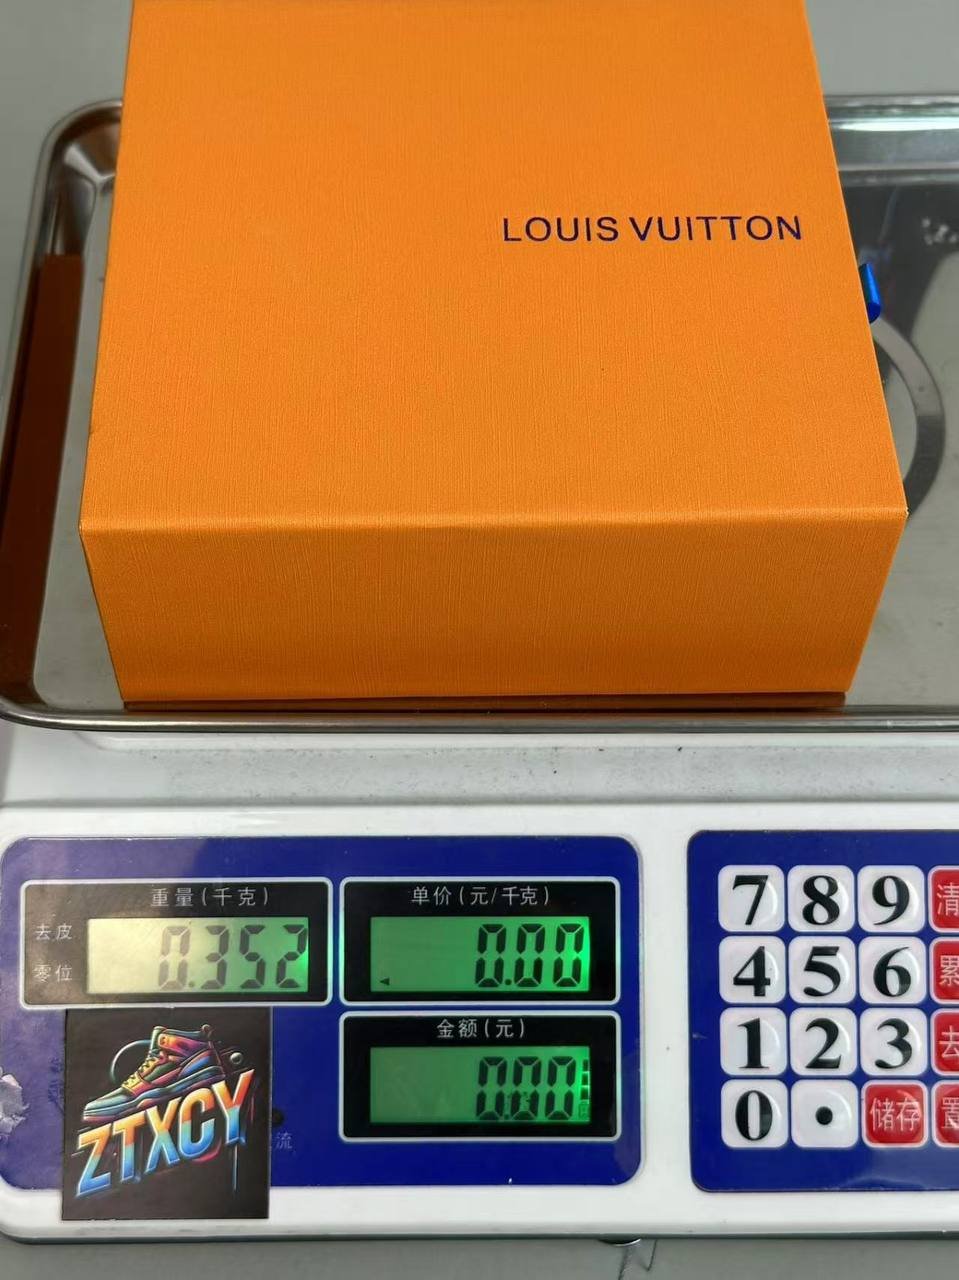 LOUIS VUITTON
重量(千克)
去皮
零位
0.352
单价(元/千克)
0.00
金额(元)
0.00
ZTXCY
流
7 8 9 清
4 5 6 累
1 2 3 去
0 . 储存 置